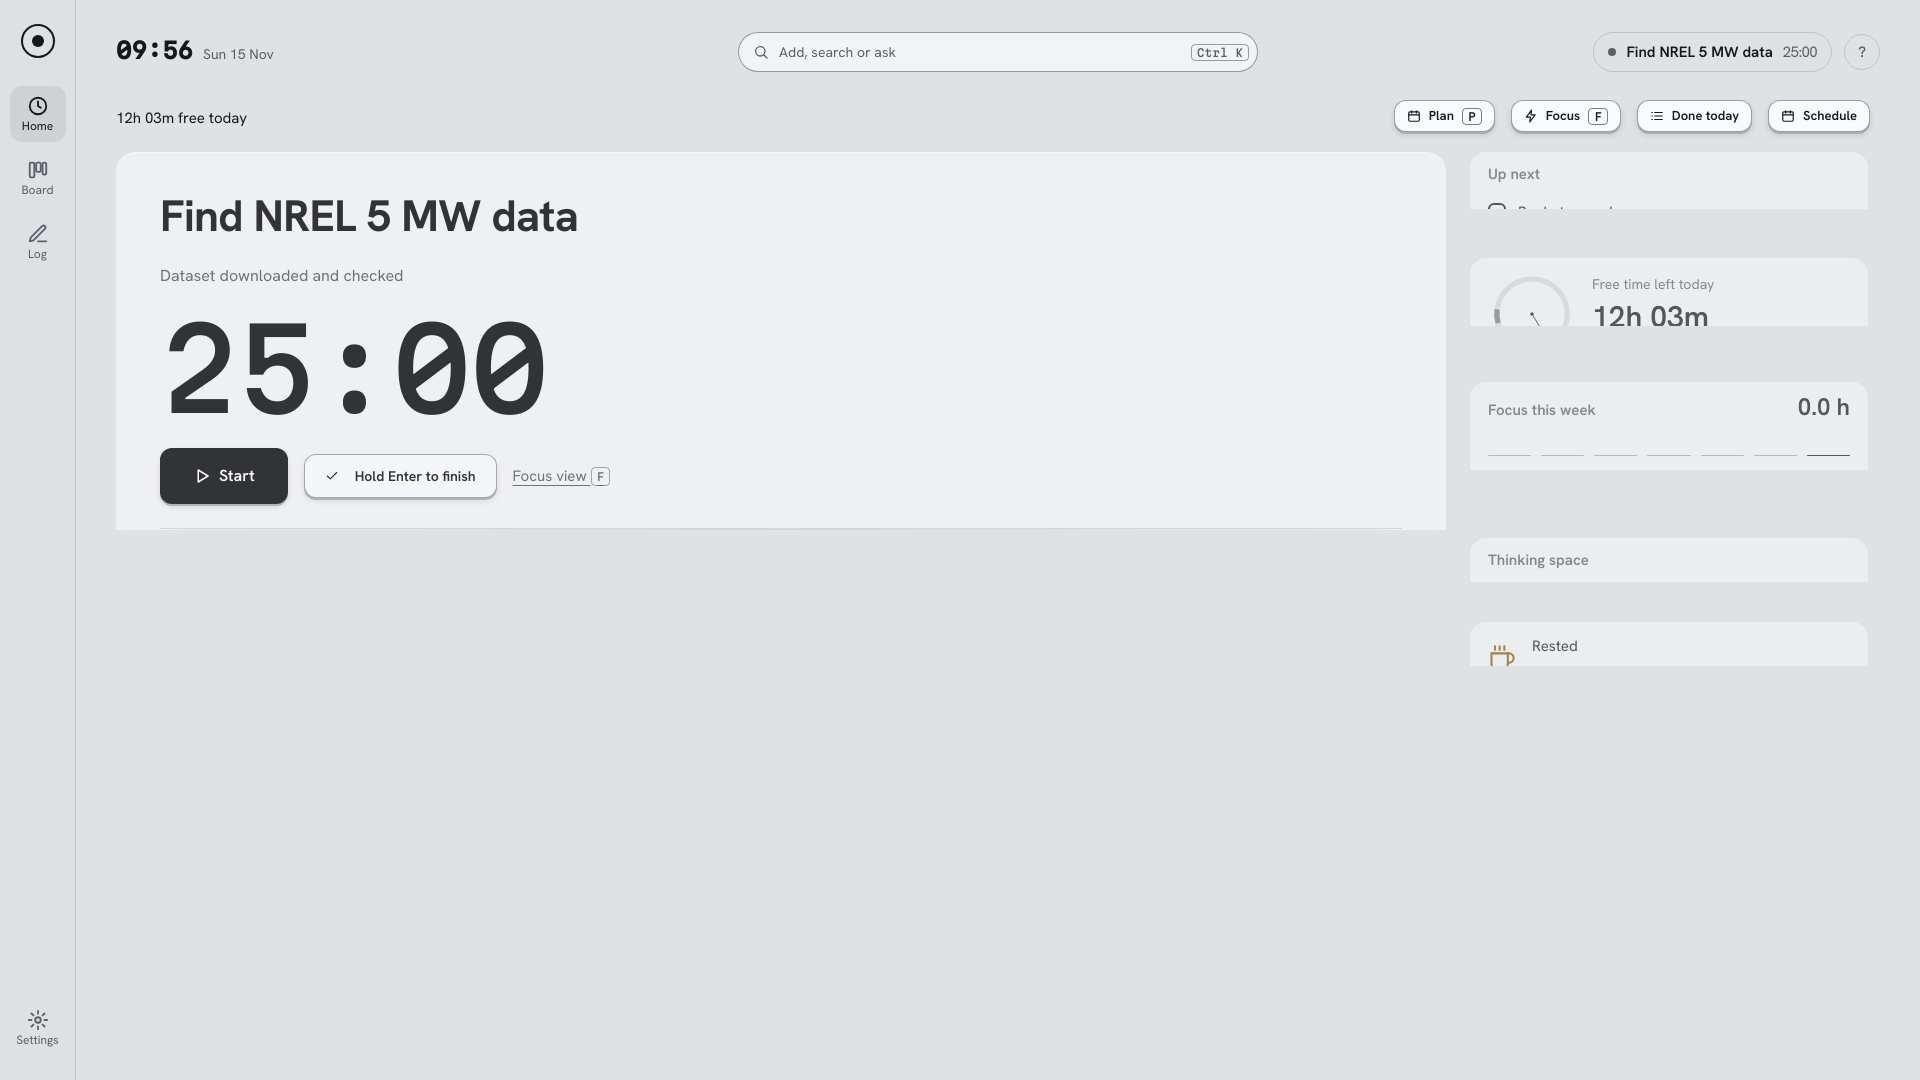 09:56 Sun 15 Nov
Add, search or ask Ctrl K
Find NREL 5 MW data 25:00 ?
Home
Board
Log
Settings
12h 03m free today
Plan P
Focus F
Done today
Schedule
Find NREL 5 MW data
Dataset downloaded and checked
25:00
Start
Hold Enter to finish
Focus view F
Up next
Free time left today
12h 03m
Focus this week 0.0 h
Thinking space
Rested